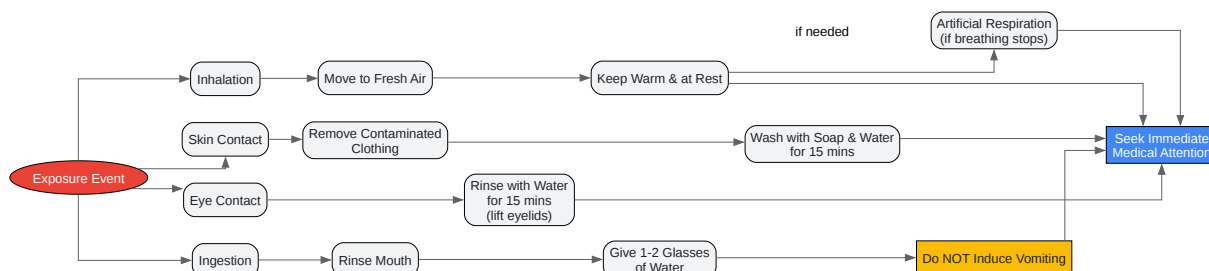 if needed
Artificial Respiration
(if breathing stops)
Inhalation
Move to Fresh Air
Keep Warm & at Rest
Skin Contact
Remove Contaminated
Clothing
Wash with Soap & Water
for 15 mins
Seek Immediate
Medical Attention
Exposure Event
Eye Contact
Rinse with Water
for 15 mins
(lift eyelids)
Ingestion
Rinse Mouth
Give 1-2 Glasses
of Water
Do NOT Induce Vomiting